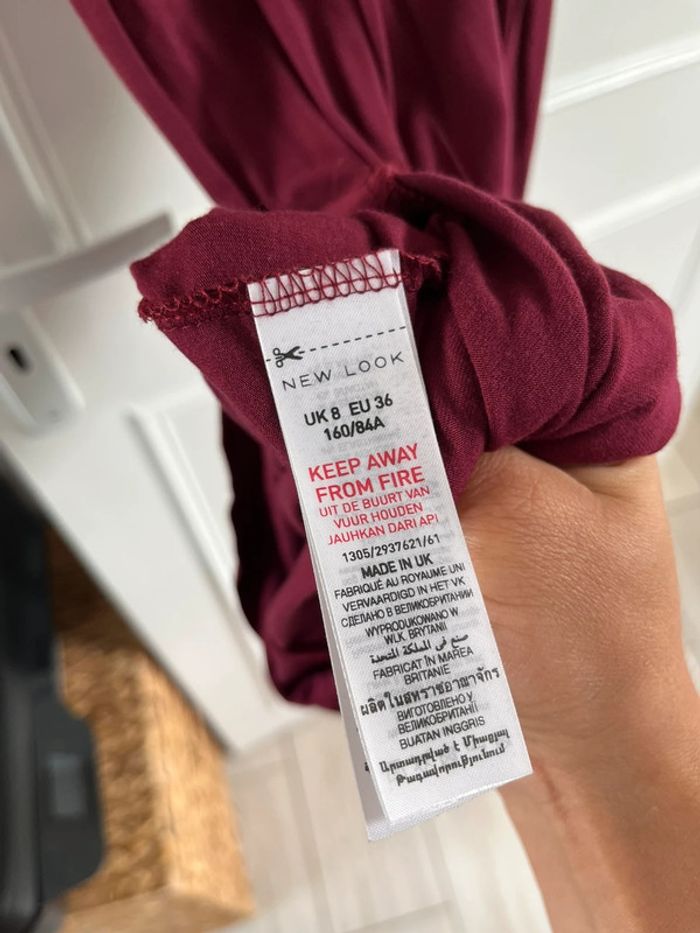 NEW LOOK
UK 8 EU 36
160/84A
KEEP AWAY
FROM FIRE
UIT DE BUURT VAN
VUUR HOUDEN
JAUHKAN DARI API
1305/2937621/61
MADE IN UK
FABRIQUÉ AU ROYAUME UNI
VERVAARDIGD IN HET VK
СДЕЛАНО В ВЕЛИКОБРИТАНИИ
WYPRODUKOWANO W
WLK. BRYTANII
صنع في المملكة المتحدة
FABRICAT ÎN MAREA
BRITANIE
ผลิตในสหราชอาณาจักร
ВИГОТОВЛЕНО У
ВЕЛИКОБРИТАНІЇ
BUATAN INGGRIS
Արտադրված է Միացյալ
Թագավորությունում